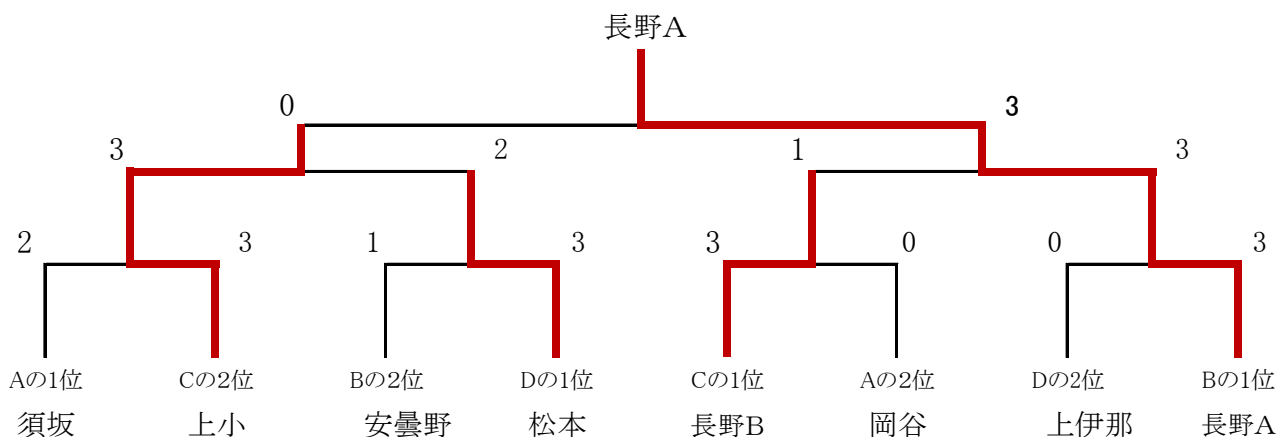 長野A
0 3
3 2 1 3
2 3 1 3 3 0 0 3
Aの1位 Cの2位 Bの2位 Dの1位 Cの1位 Aの2位 Dの2位 Bの1位
須坂 上小 安曇野 松本 長野B 岡谷 上伊那 長野A